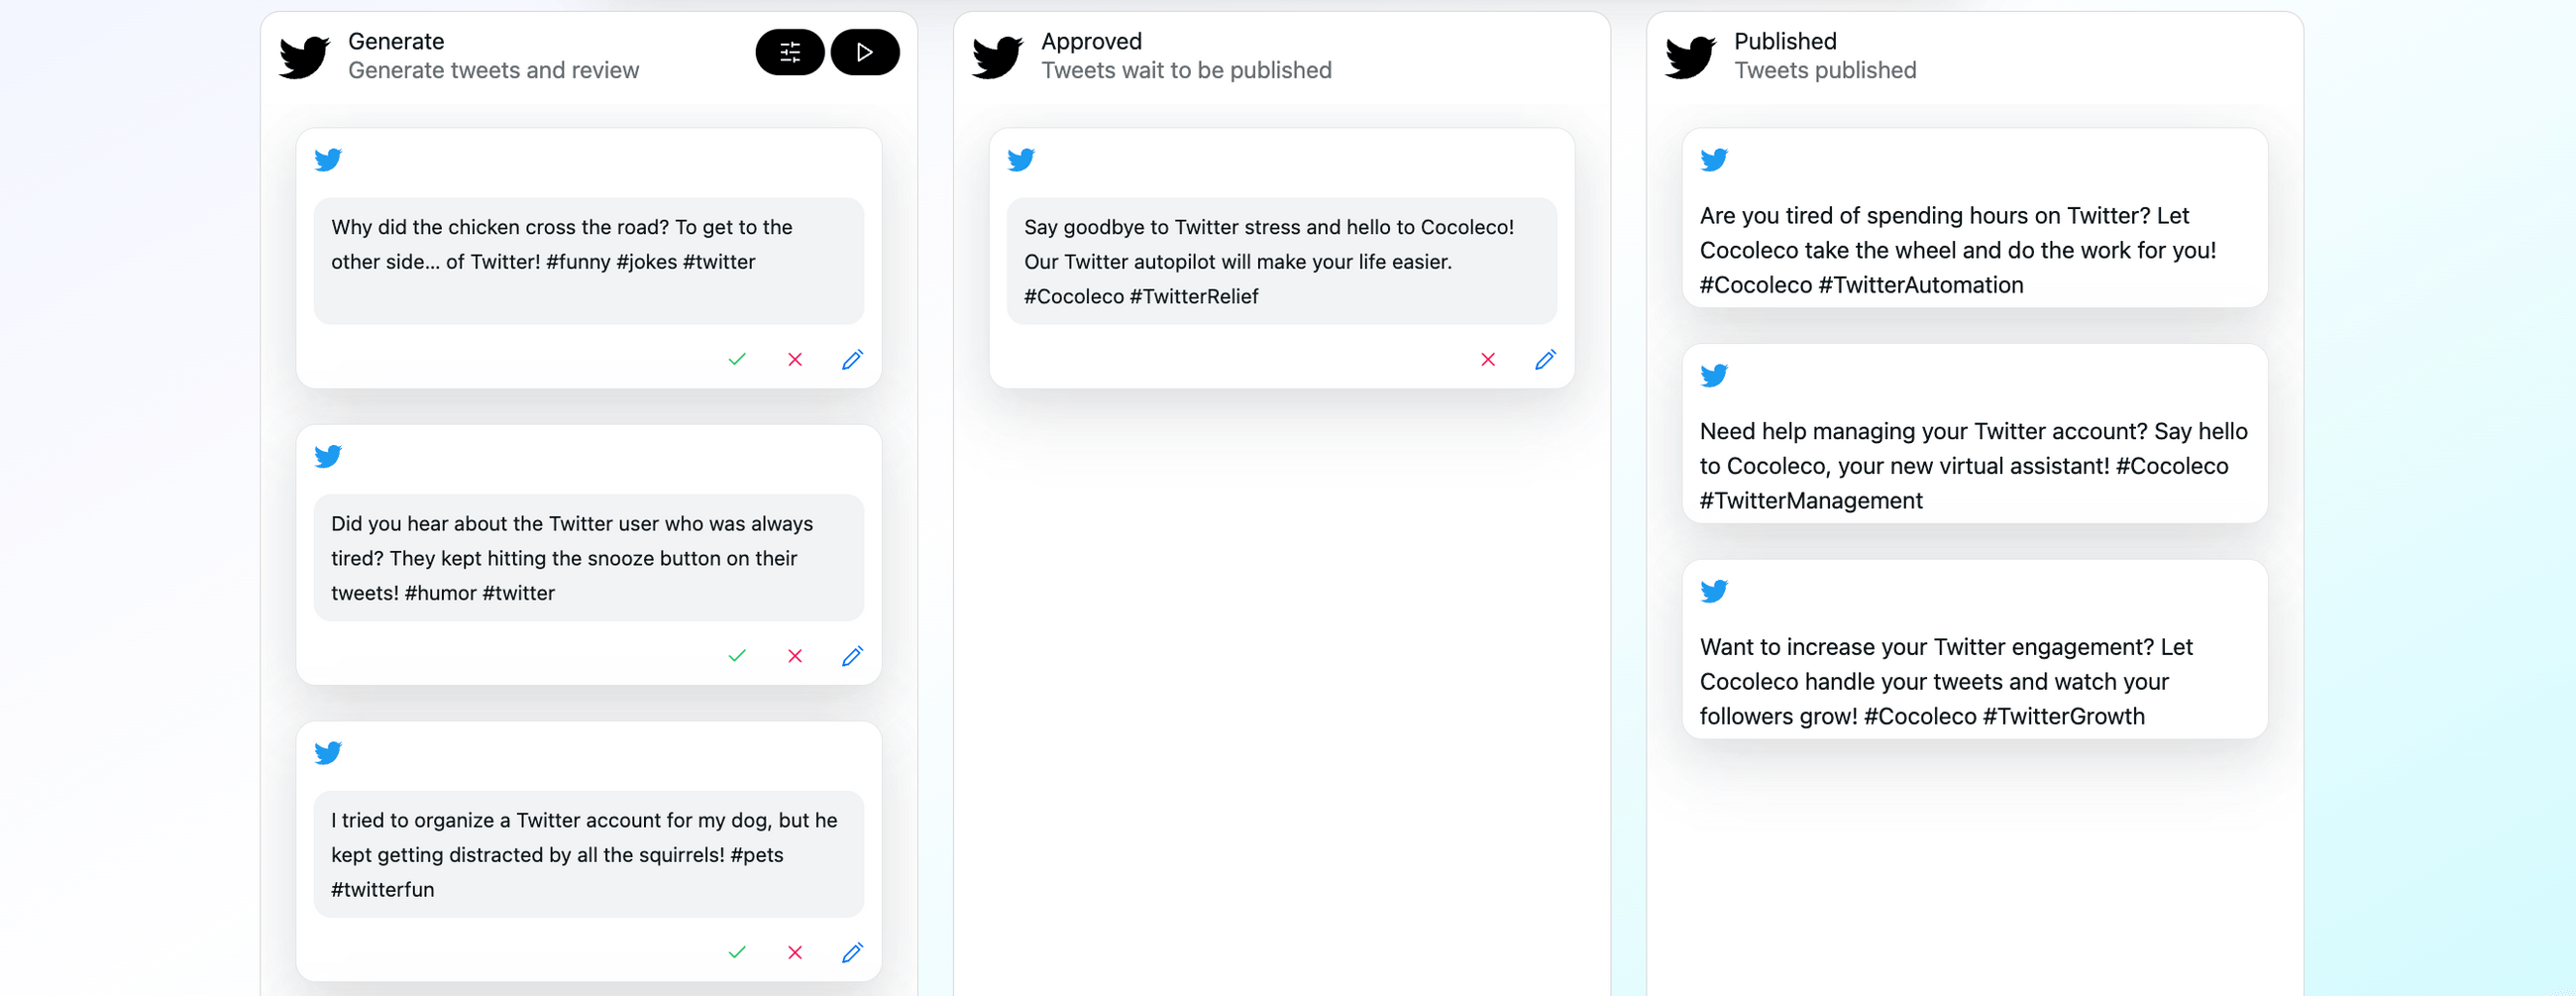 Generate
Generate tweets and review
Why did the chicken cross the road? To get to the
other side... of Twitter! #funny #jokes #twitter
Did you hear about the Twitter user who was always
tired? They kept hitting the snooze button on their
tweets! #humor #twitter
I tried to organize a Twitter account for my dog, but he
kept getting distracted by all the squirrels! #pets
#twitterfun
Approved
Tweets wait to be published
Say goodbye to Twitter stress and hello to Cocoleco!
Our Twitter autopilot will make your life easier.
#Cocoleco #TwitterRelief
Published
Tweets published
Are you tired of spending hours on Twitter? Let
Cocoleco take the wheel and do the work for you!
#Cocoleco #TwitterAutomation
Need help managing your Twitter account? Say hello
to Cocoleco, your new virtual assistant! #Cocoleco
#TwitterManagement
Want to increase your Twitter engagement? Let
Cocoleco handle your tweets and watch your
followers grow! #Cocoleco #TwitterGrowth